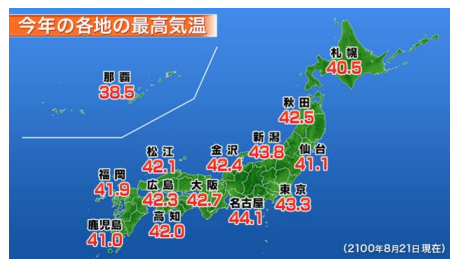 今年の各地の最高気温
那覇
38.5
札幌
40.5
秋田
42.5
新潟
43.8
仙台
41.1
金沢
42.4
松江
42.1
福岡
41.9
広島
42.3
大阪
42.7
名古屋
44.1
東京
43.3
高知
42.0
鹿児島
41.0
(2100年8月21日現在)